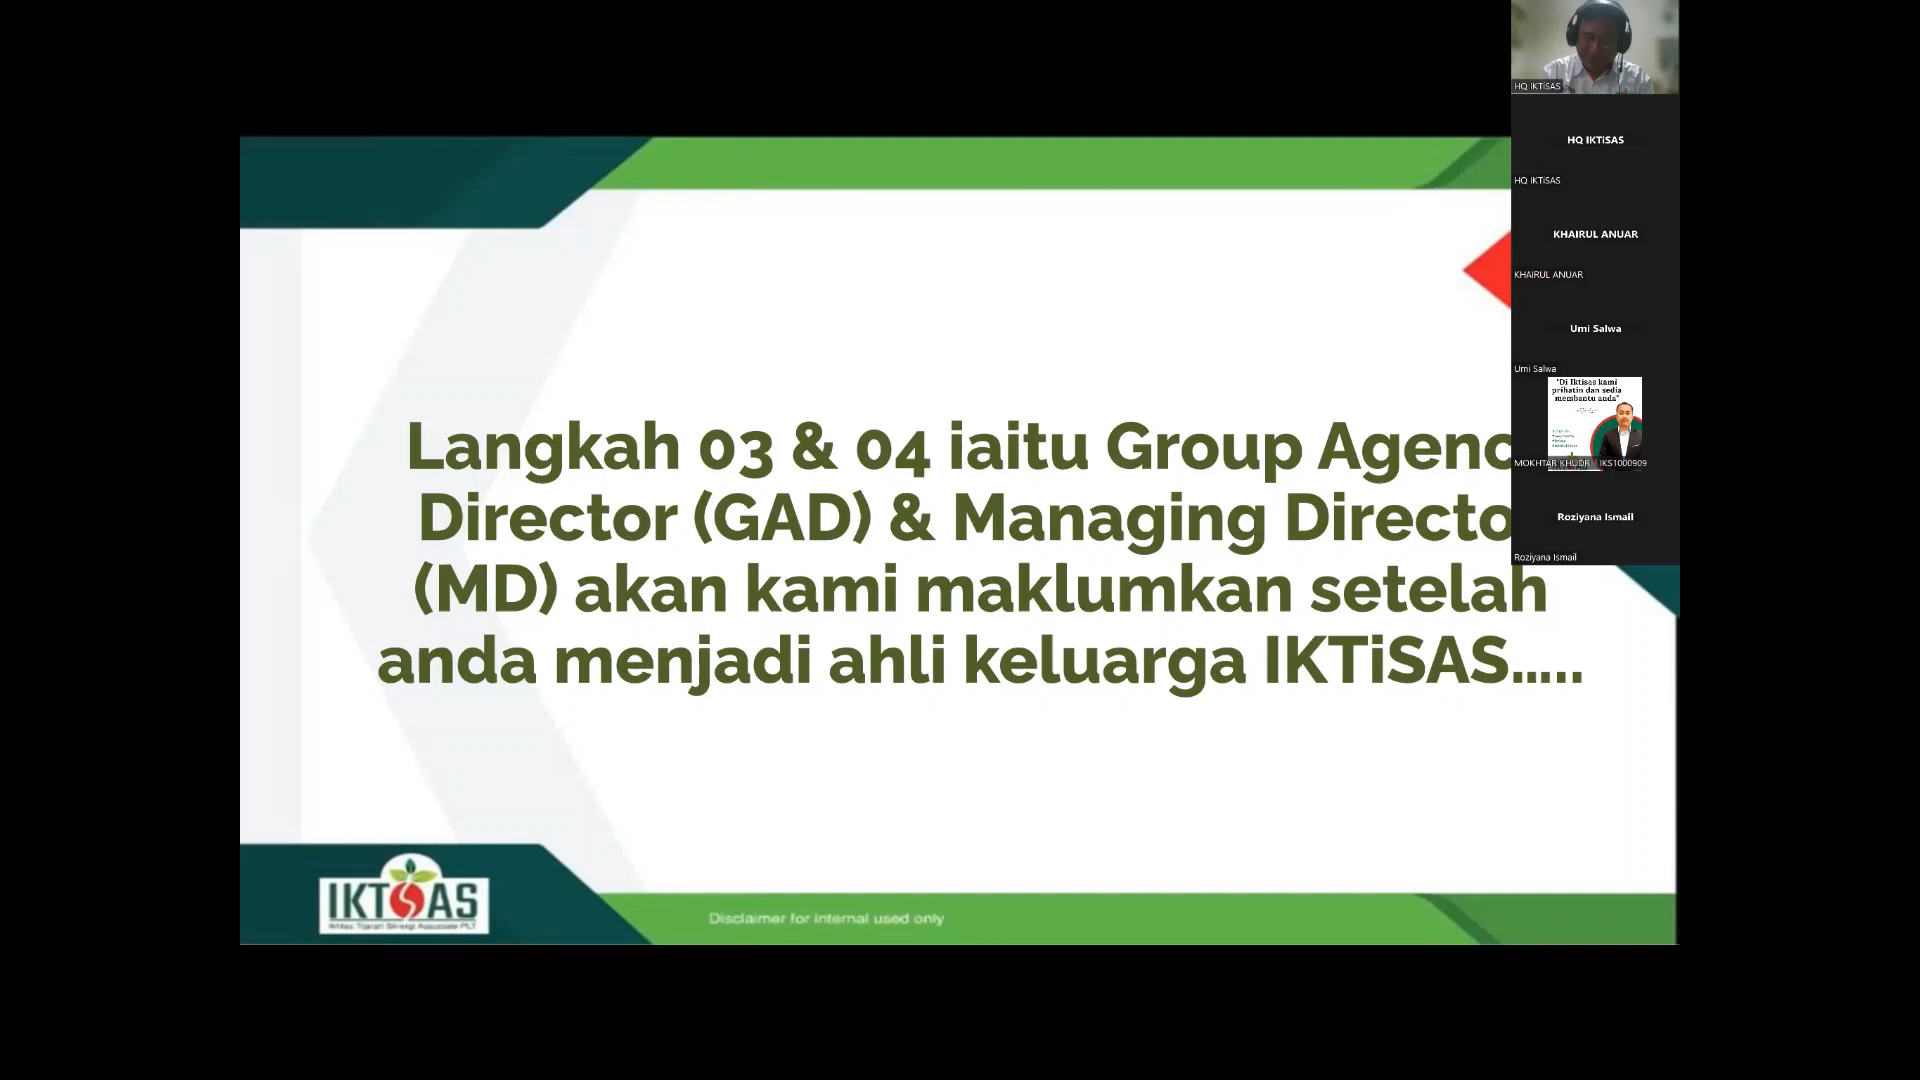 Langkah 03 & 04 iaitu Group Agenc
Director (GAD) & Managing Directo
(MD) akan kami maklumkan setelah
anda menjadi ahli keluarga IKTiSAS.....
IKTiSAS
Disclaimer for internal used only
HQ IKTiSAS
HQ IKTiSAS
HQ IKTiSAS
KHAIRUL ANUAR
KHAIRUL ANUAR
Umi Salwa
Umi Salwa
"Di Iktisas kami
prihatin dan sedia
membantu anda"
MOKHTAR KHUDRI IKS1000909
Roziyana Ismail
Roziyana Ismail